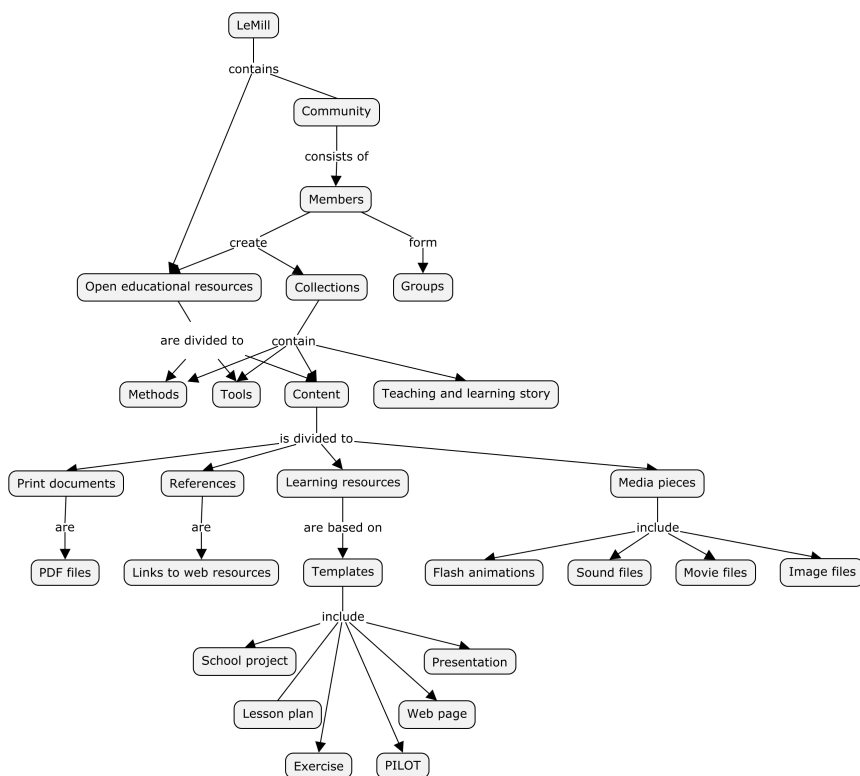 LeMill
contains
Community
consists of
Members
create
form
Open educational resources
Collections
Groups
are divided to
contain
Methods
Tools
Content
Teaching and learning story
is divided to
Print documents
References
Learning resources
Media pieces
are
are
are based on
include
PDF files
Links to web resources
Templates
Flash animations
Sound files
Movie files
Image files
include
School project
Presentation
Lesson plan
Web page
Exercise
PILOT